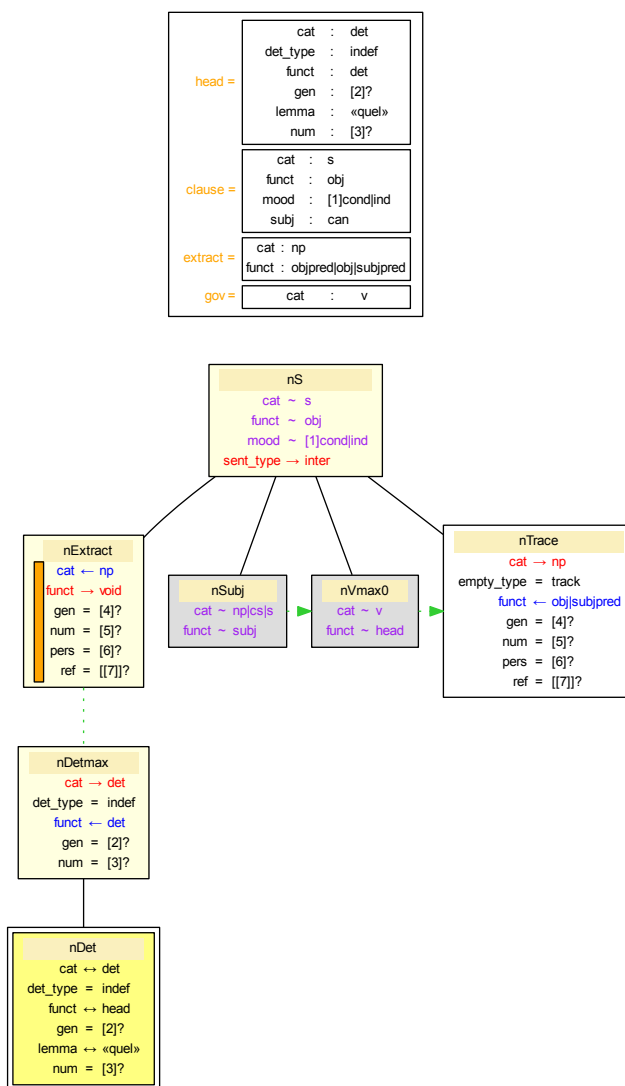 head =
cat : det
det_type : indef
funct : det
gen : [2]?
lemma : «quel»
num : [3]?
clause =
cat : s
funct : obj
mood : [1]cond|ind
subj : can
extract =
cat : np
funct : objpred|obj|subjpred
gov =
cat : v
nS
cat ~ s
funct ~ obj
mood ~ [1]cond|ind
sent_type → inter
nExtract
cat ← np
funct → void
gen = [4]?
num = [5]?
pers = [6]?
ref = [[7]]?
nSubj
cat ~ np|cs|s
funct ~ subj
nVmax0
cat ~ v
funct ~ head
nTrace
cat → np
empty_type = track
funct ← obj|subjpred
gen = [4]?
num = [5]?
pers = [6]?
ref = [[7]]?
nDetmax
cat → det
det_type = indef
funct ← det
gen = [2]?
num = [3]?
nDet
cat ↔ det
det_type = indef
funct ↔ head
gen = [2]?
lemma ↔ «quel»
num = [3]?